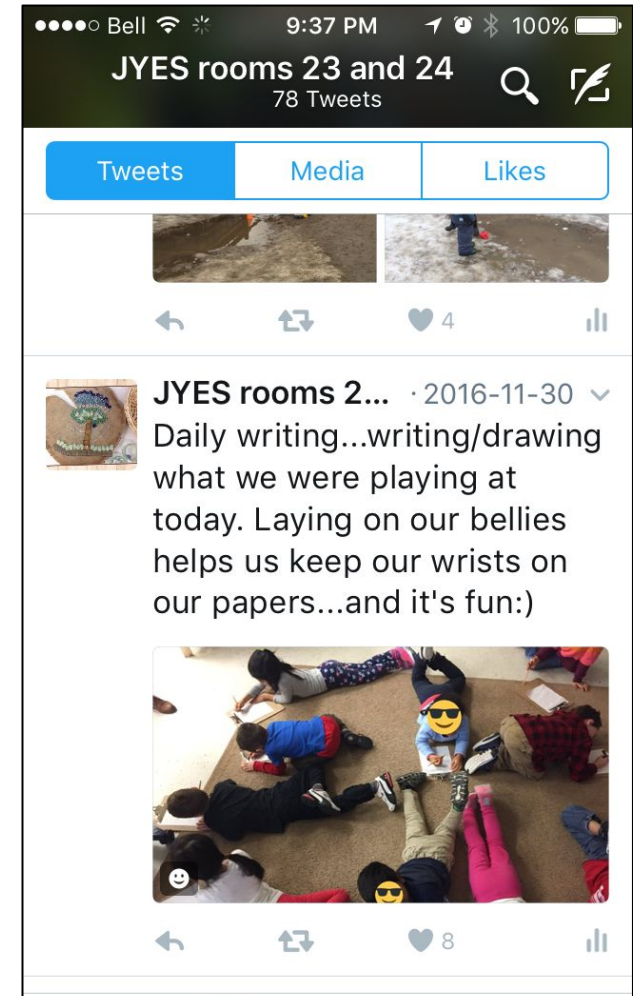 Bell 9:37 PM 100%
JYES rooms 23 and 24
78 Tweets
Tweets Media Likes
4
JYES rooms 2... · 2016-11-30
Daily writing...writing/drawing
what we were playing at
today. Laying on our bellies
helps us keep our wrists on
our papers...and it's fun:)
8